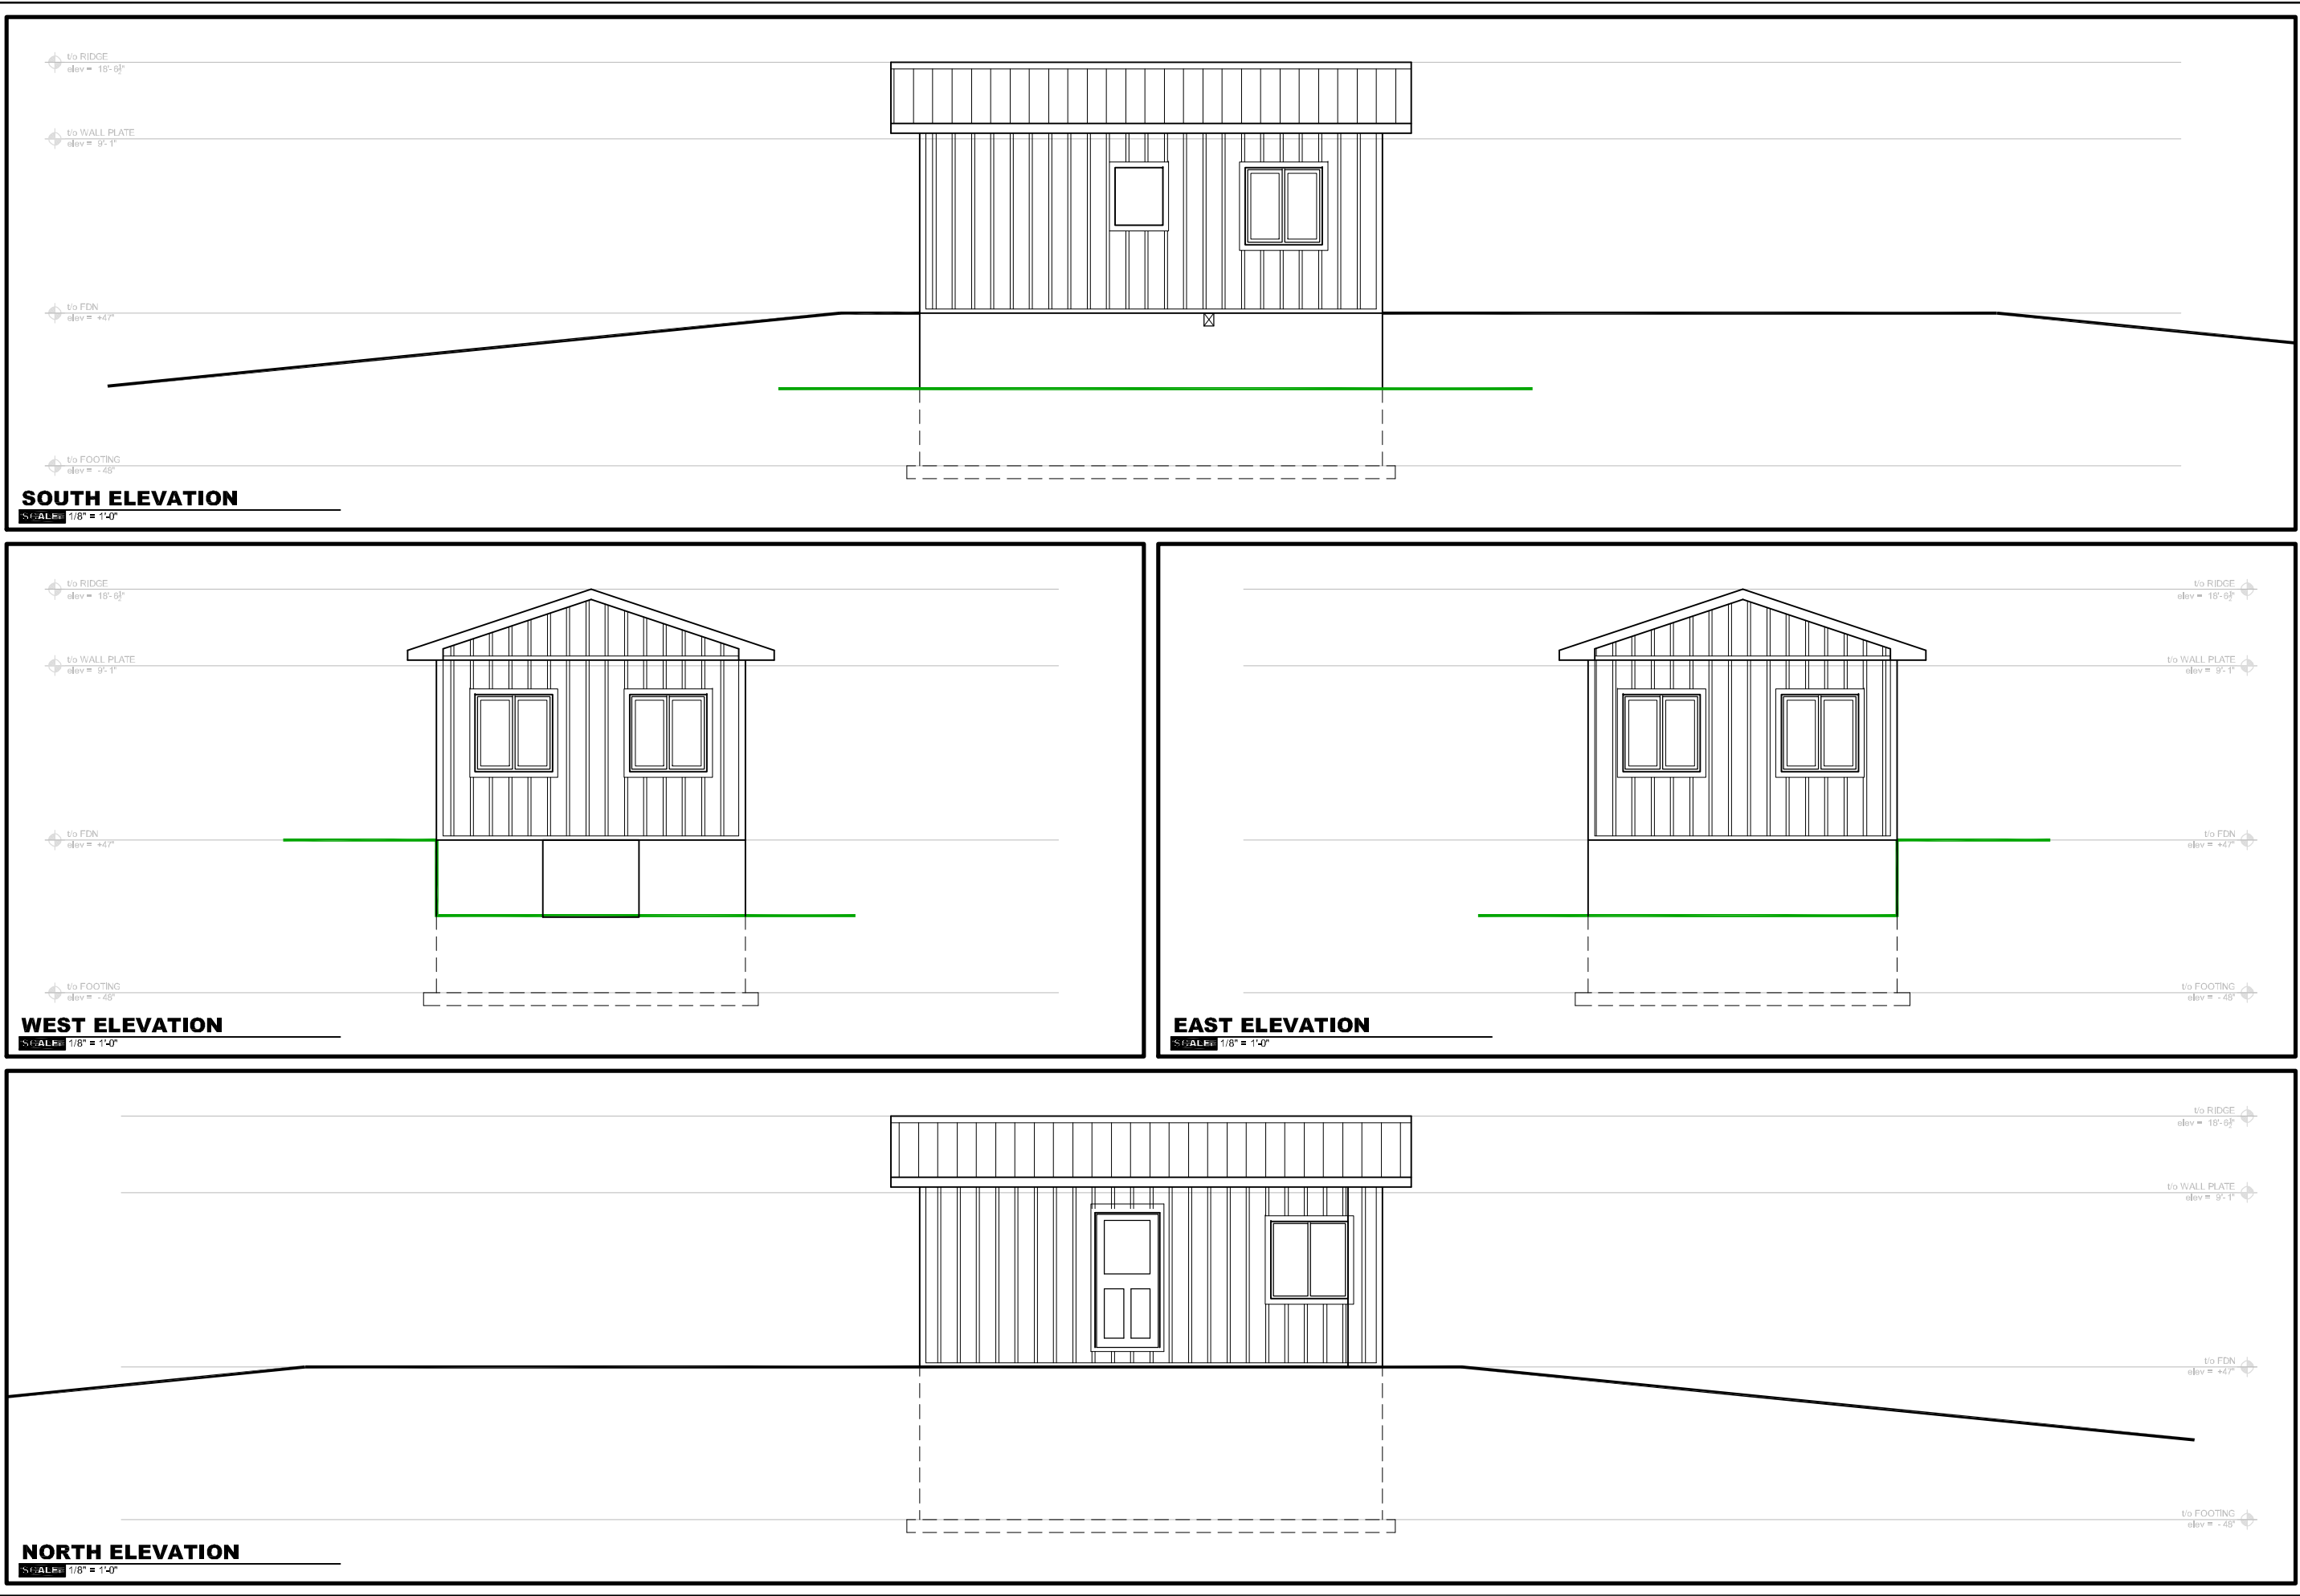 t/o RIDGE
elev = 18'-6½"
t/o WALL PLATE
elev = 9'-1"
t/o FDN
elev = +47"
t/o FOOTING
elev = -48"
SOUTH ELEVATION
SCALE: 1/8" = 1'-0"
t/o RIDGE
elev = 18'-6½"
t/o WALL PLATE
elev = 9'-1"
t/o FDN
elev = +47"
t/o FOOTING
elev = -48"
WEST ELEVATION
SCALE: 1/8" = 1'-0"
t/o RIDGE
elev = 18'-6½"
t/o WALL PLATE
elev = 9'-1"
t/o FDN
elev = +47"
t/o FOOTING
elev = -48"
EAST ELEVATION
SCALE: 1/8" = 1'-0"
t/o RIDGE
elev = 18'-6½"
t/o WALL PLATE
elev = 9'-1"
t/o FDN
elev = +47"
t/o FOOTING
elev = -48"
NORTH ELEVATION
SCALE: 1/8" = 1'-0"